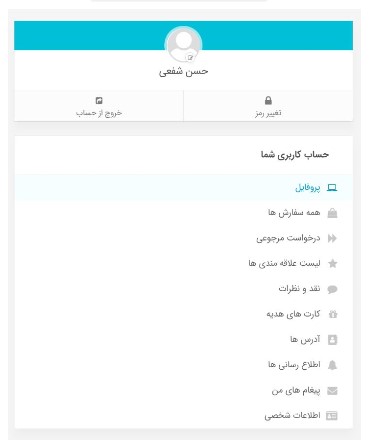 حسن شفعی
تغییر رمز
خروج از حساب
حساب کاربری شما
پروفایل
همه سفارش ها
درخواست مرجوعی
لیست علاقه مندی ها
نقد و نظرات
کارت های هدیه
آدرس ها
اطلاع رسانی ها
پیغام های من
اطلاعات شخصی